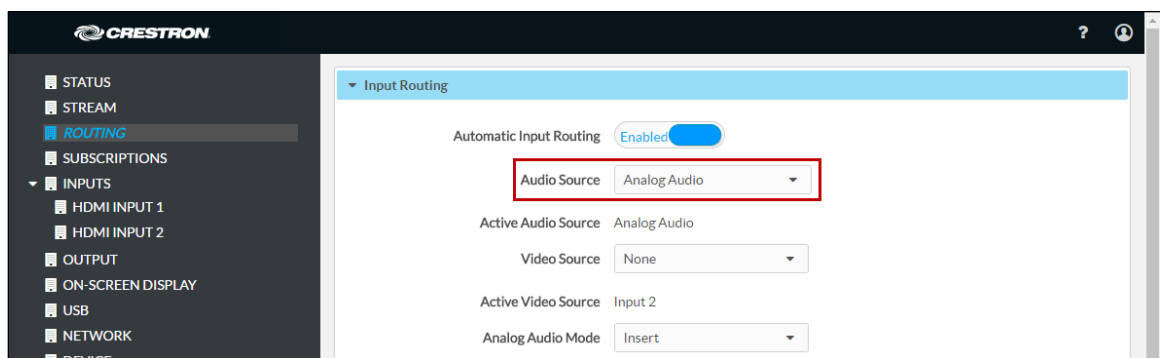 CRESTRON
?
STATUS
STREAM
ROUTING
SUBSCRIPTIONS
INPUTS
HDMI INPUT 1
HDMI INPUT 2
OUTPUT
ON-SCREEN DISPLAY
USB
NETWORK
DEVICE
Input Routing
Automatic Input Routing Enabled
Audio Source Analog Audio
Active Audio Source Analog Audio
Video Source None
Active Video Source Input 2
Analog Audio Mode Insert